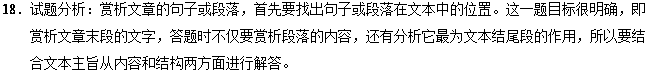 18．试题分析：赏析文章的句子或段落，首先要找出句子或段落在文本中的位置。这一题目标很明确，即
赏析文章末段的文字，答题时不仅要赏析段落的内容，还有分析它最为文本结尾段的作用，所以要结
合文本主旨从内容和结构两方面进行解答。